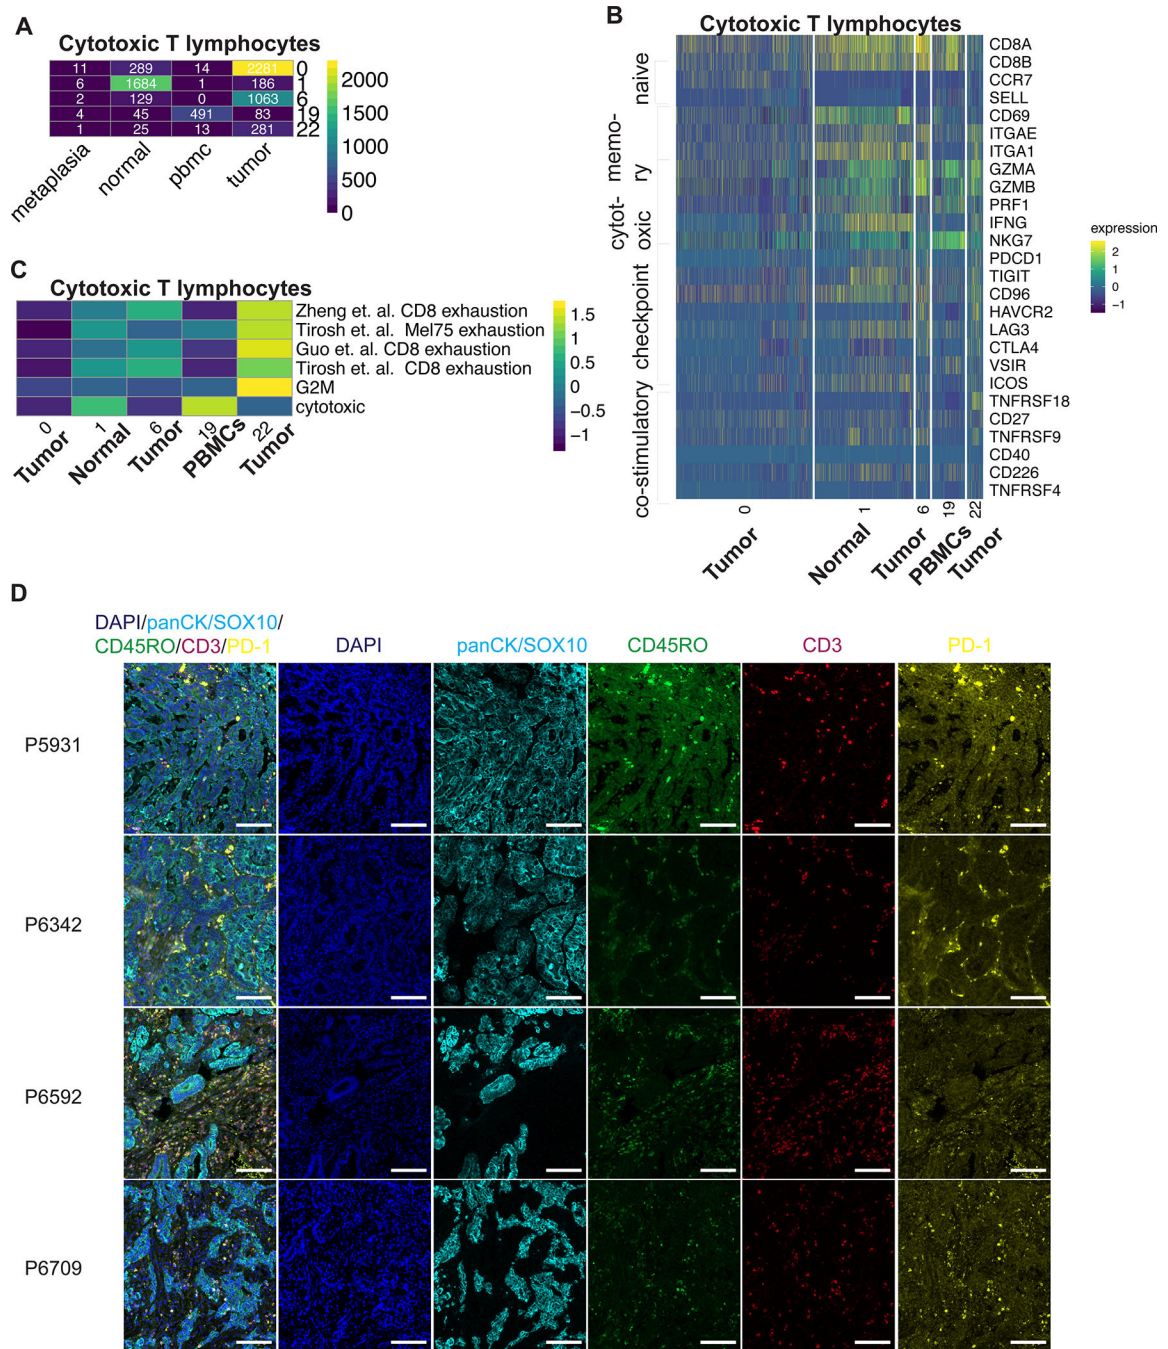 A
Cytotoxic T lymphocytes
11 289 14 2281 0
6 1684 1 186 1
2 129 0 1063 6
4 45 491 83 19
1 25 13 281 22
metaplasia normal pbmc tumor
2000
1500
1000
500
0
B
Cytotoxic T lymphocytes
naive
memo-
ry
cytot-
oxic
checkpoint
co-stimulatory
CD8A
CD8B
CCR7
SELL
CD69
ITGAE
ITGA1
GZMA
GZMB
PRF1
IFNG
NKG7
PDCD1
TIGIT
CD96
HAVCR2
LAG3
CTLA4
VSIR
ICOS
TNFRSF18
CD27
TNFRSF9
CD40
CD226
TNFRSF4
0 1 6 19 22
Tumor Normal Tumor PBMCs Tumor
expression
2
1
0
−1
C
Cytotoxic T lymphocytes
Zheng et. al. CD8 exhaustion
Tirosh et. al. Mel75 exhaustion
Guo et. al. CD8 exhaustion
Tirosh et. al. CD8 exhaustion
G2M
cytotoxic
0 1 6 19 22
Tumor Normal Tumor PBMCs Tumor
1.5
1
0.5
0
−0.5
−1
D
DAPI/panCK/SOX10/
CD45RO/CD3/PD-1
DAPI
panCK/SOX10
CD45RO
CD3
PD-1
P5931
P6342
P6592
P6709